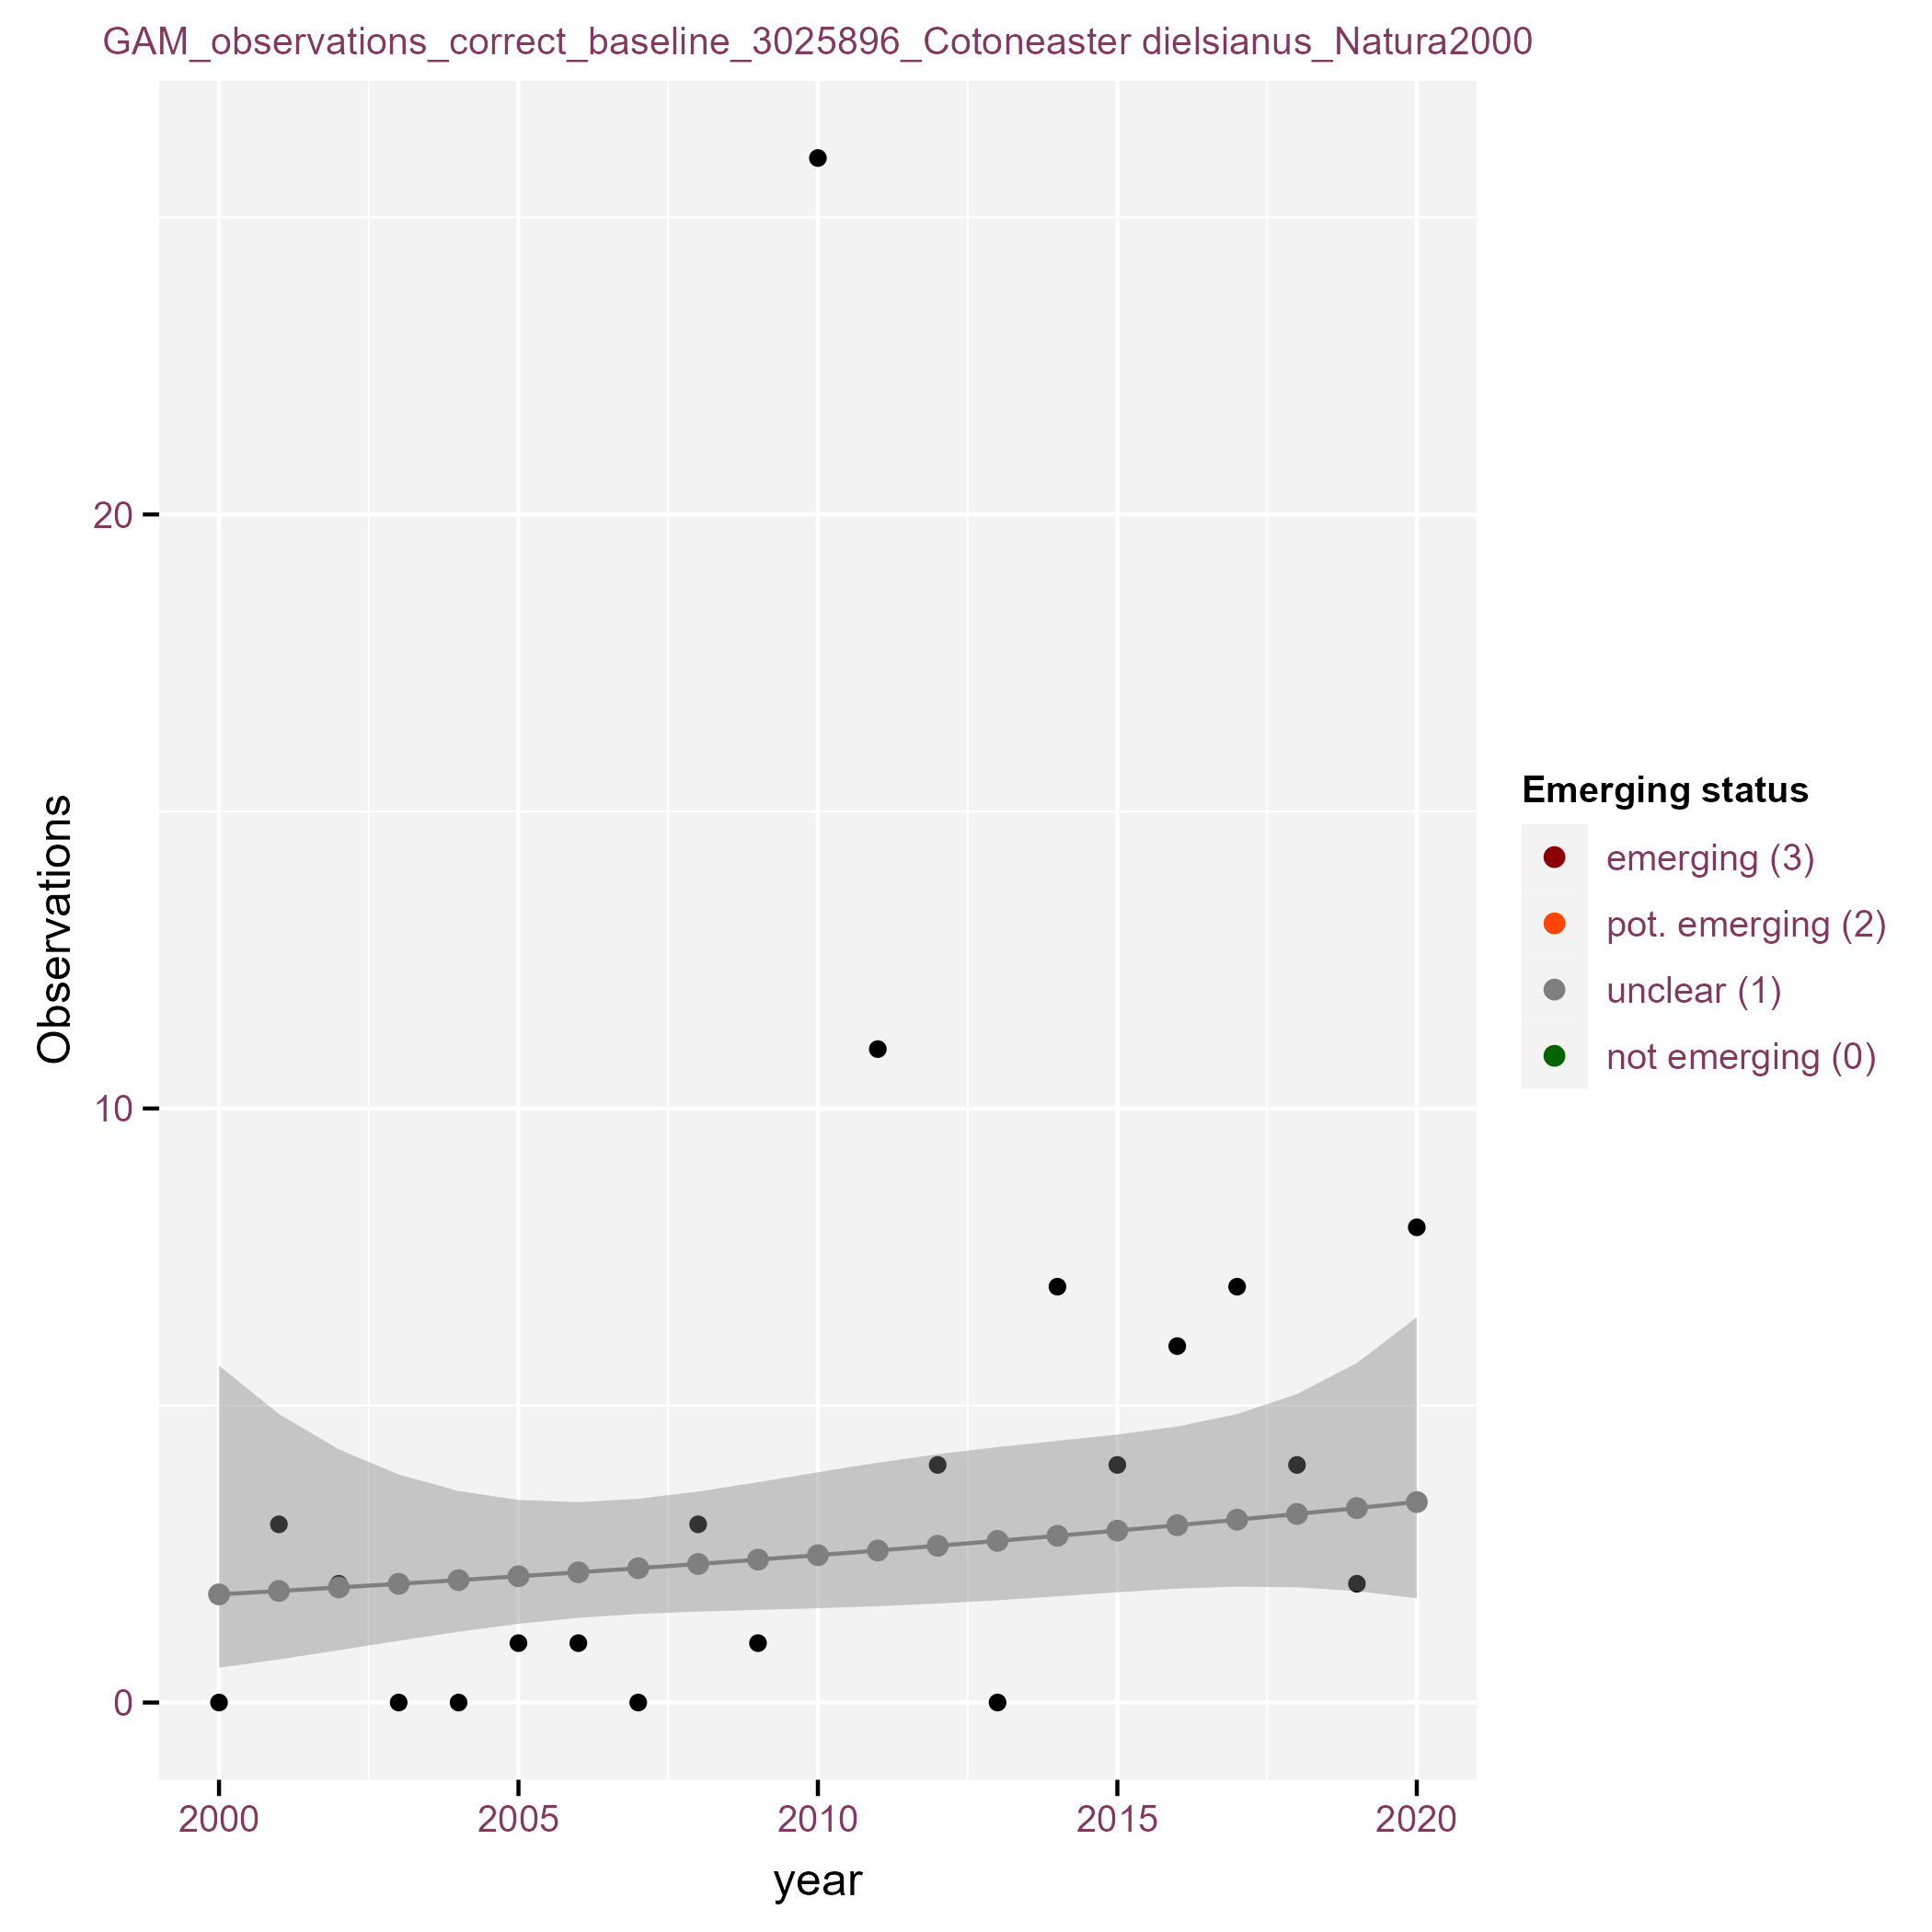 GAM_observations_correct_baseline_3025896_Cotoneaster dielsianus_Natura2000
Observations
20
10
0
2000 2005 2010 2015 2020
year
Emerging status
emerging (3)
pot. emerging (2)
unclear (1)
not emerging (0)